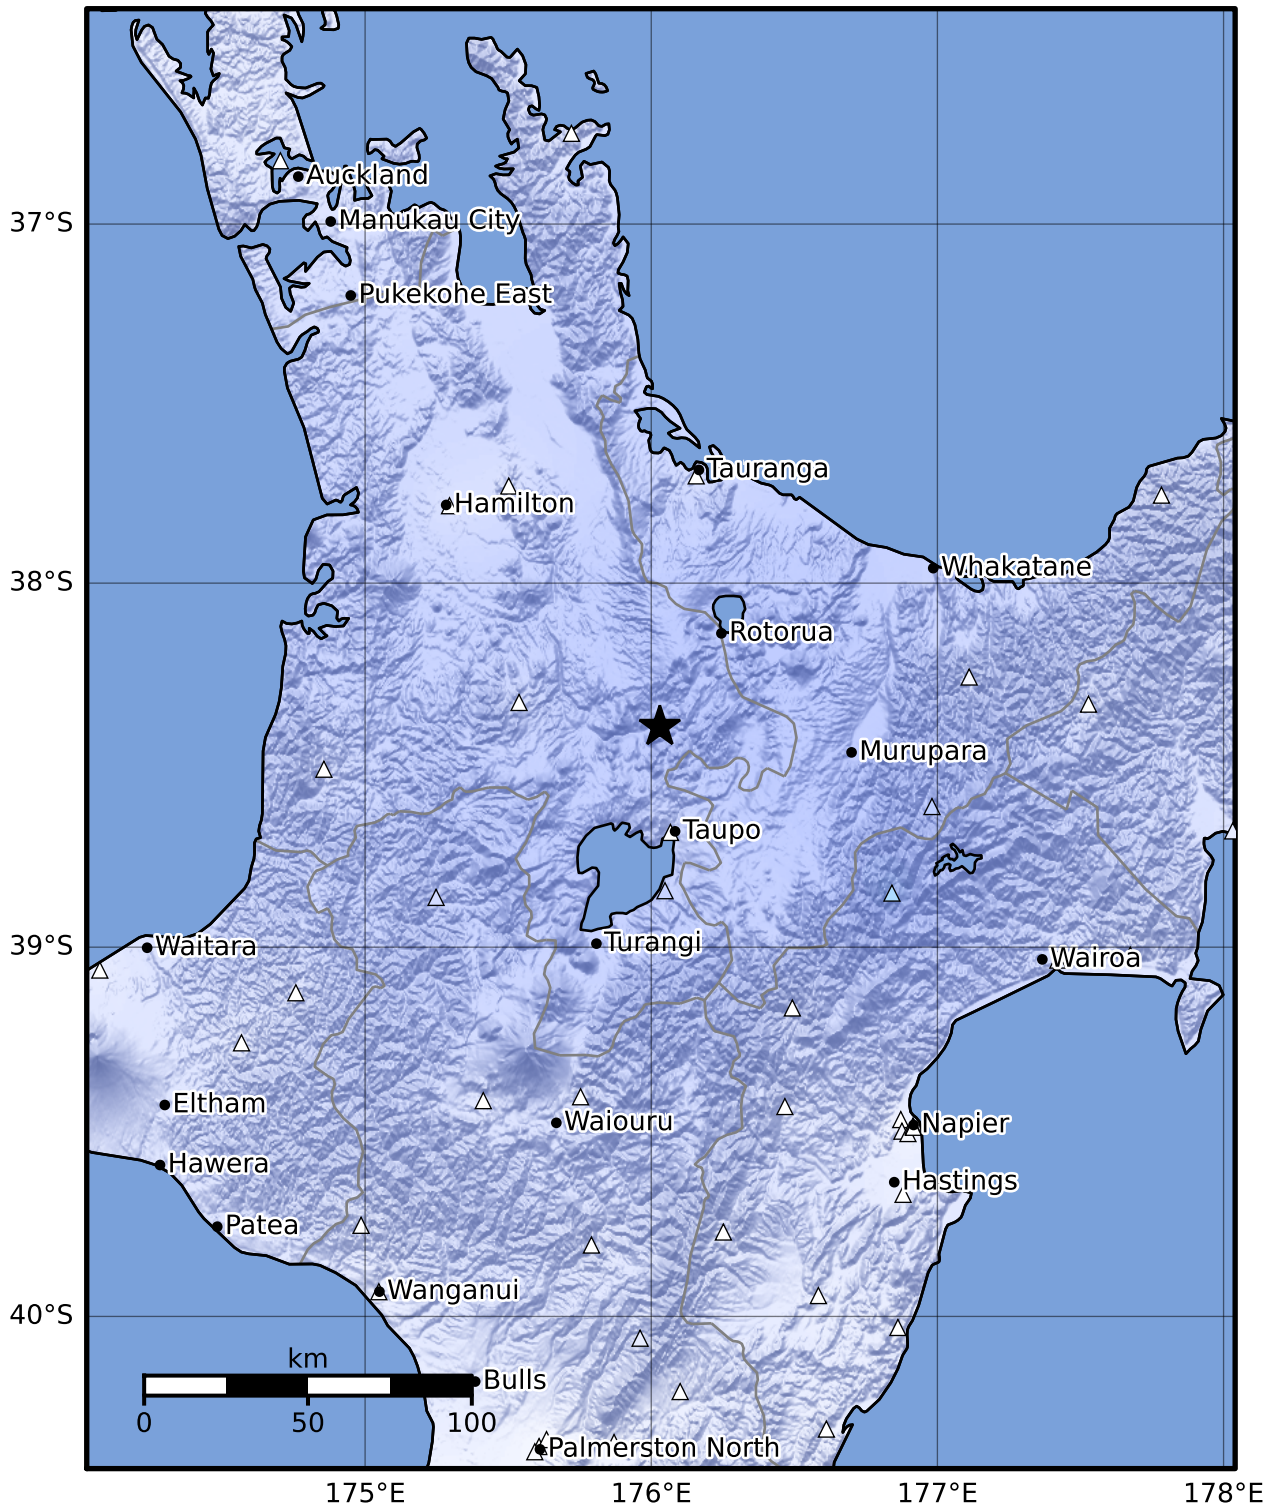 Auckland
Manukau City
37°S
Pukekohe East
Tauranga
Hamilton
Whakatane
38°S
Rotorua
Murupara
Taupo
Turangi
Waitara
39°S
Wairoa
Eltham
Waiouru
Napier
Hawera
Hastings
Patea
Wanganui
40°S
km
Bulls
0 50 100
Palmerston North
175°E 176°E 177°E 178°E